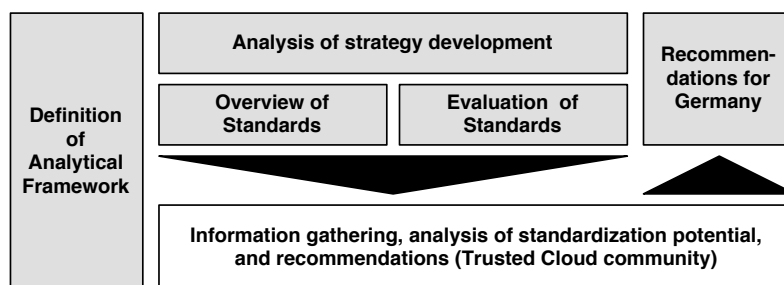 Definition
of
Analytical
Framework
Analysis of strategy development
Overview of
Standards
Evaluation of
Standards
Recommen-
dations for
Germany
Information gathering, analysis of standardization potential,
and recommendations (Trusted Cloud community)